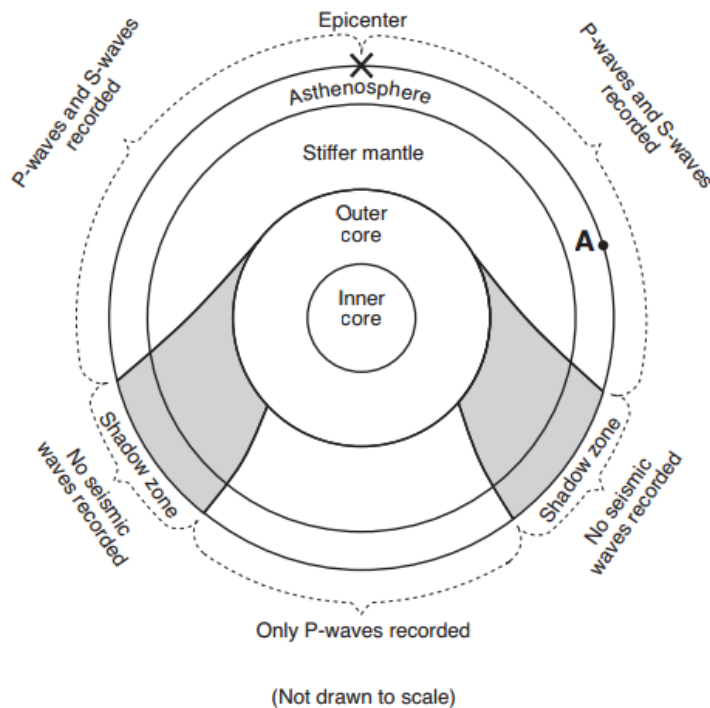 Epicenter
P-waves and S-waves
recorded
P-waves and S-waves
recorded
Asthenosphere
Stiffer mantle
Outer
core
A
Inner
core
Shadow zone
No seismic
waves recorded
Shadow zone
No seismic
waves recorded
Only P-waves recorded
(Not drawn to scale)